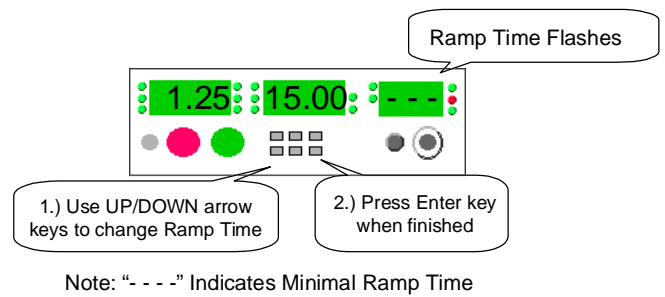 Ramp Time Flashes
1.25 15.00 - - -
1.) Use UP/DOWN arrow
keys to change Ramp Time
2.) Press Enter key
when finished
Note: “- - - -” Indicates Minimal Ramp Time